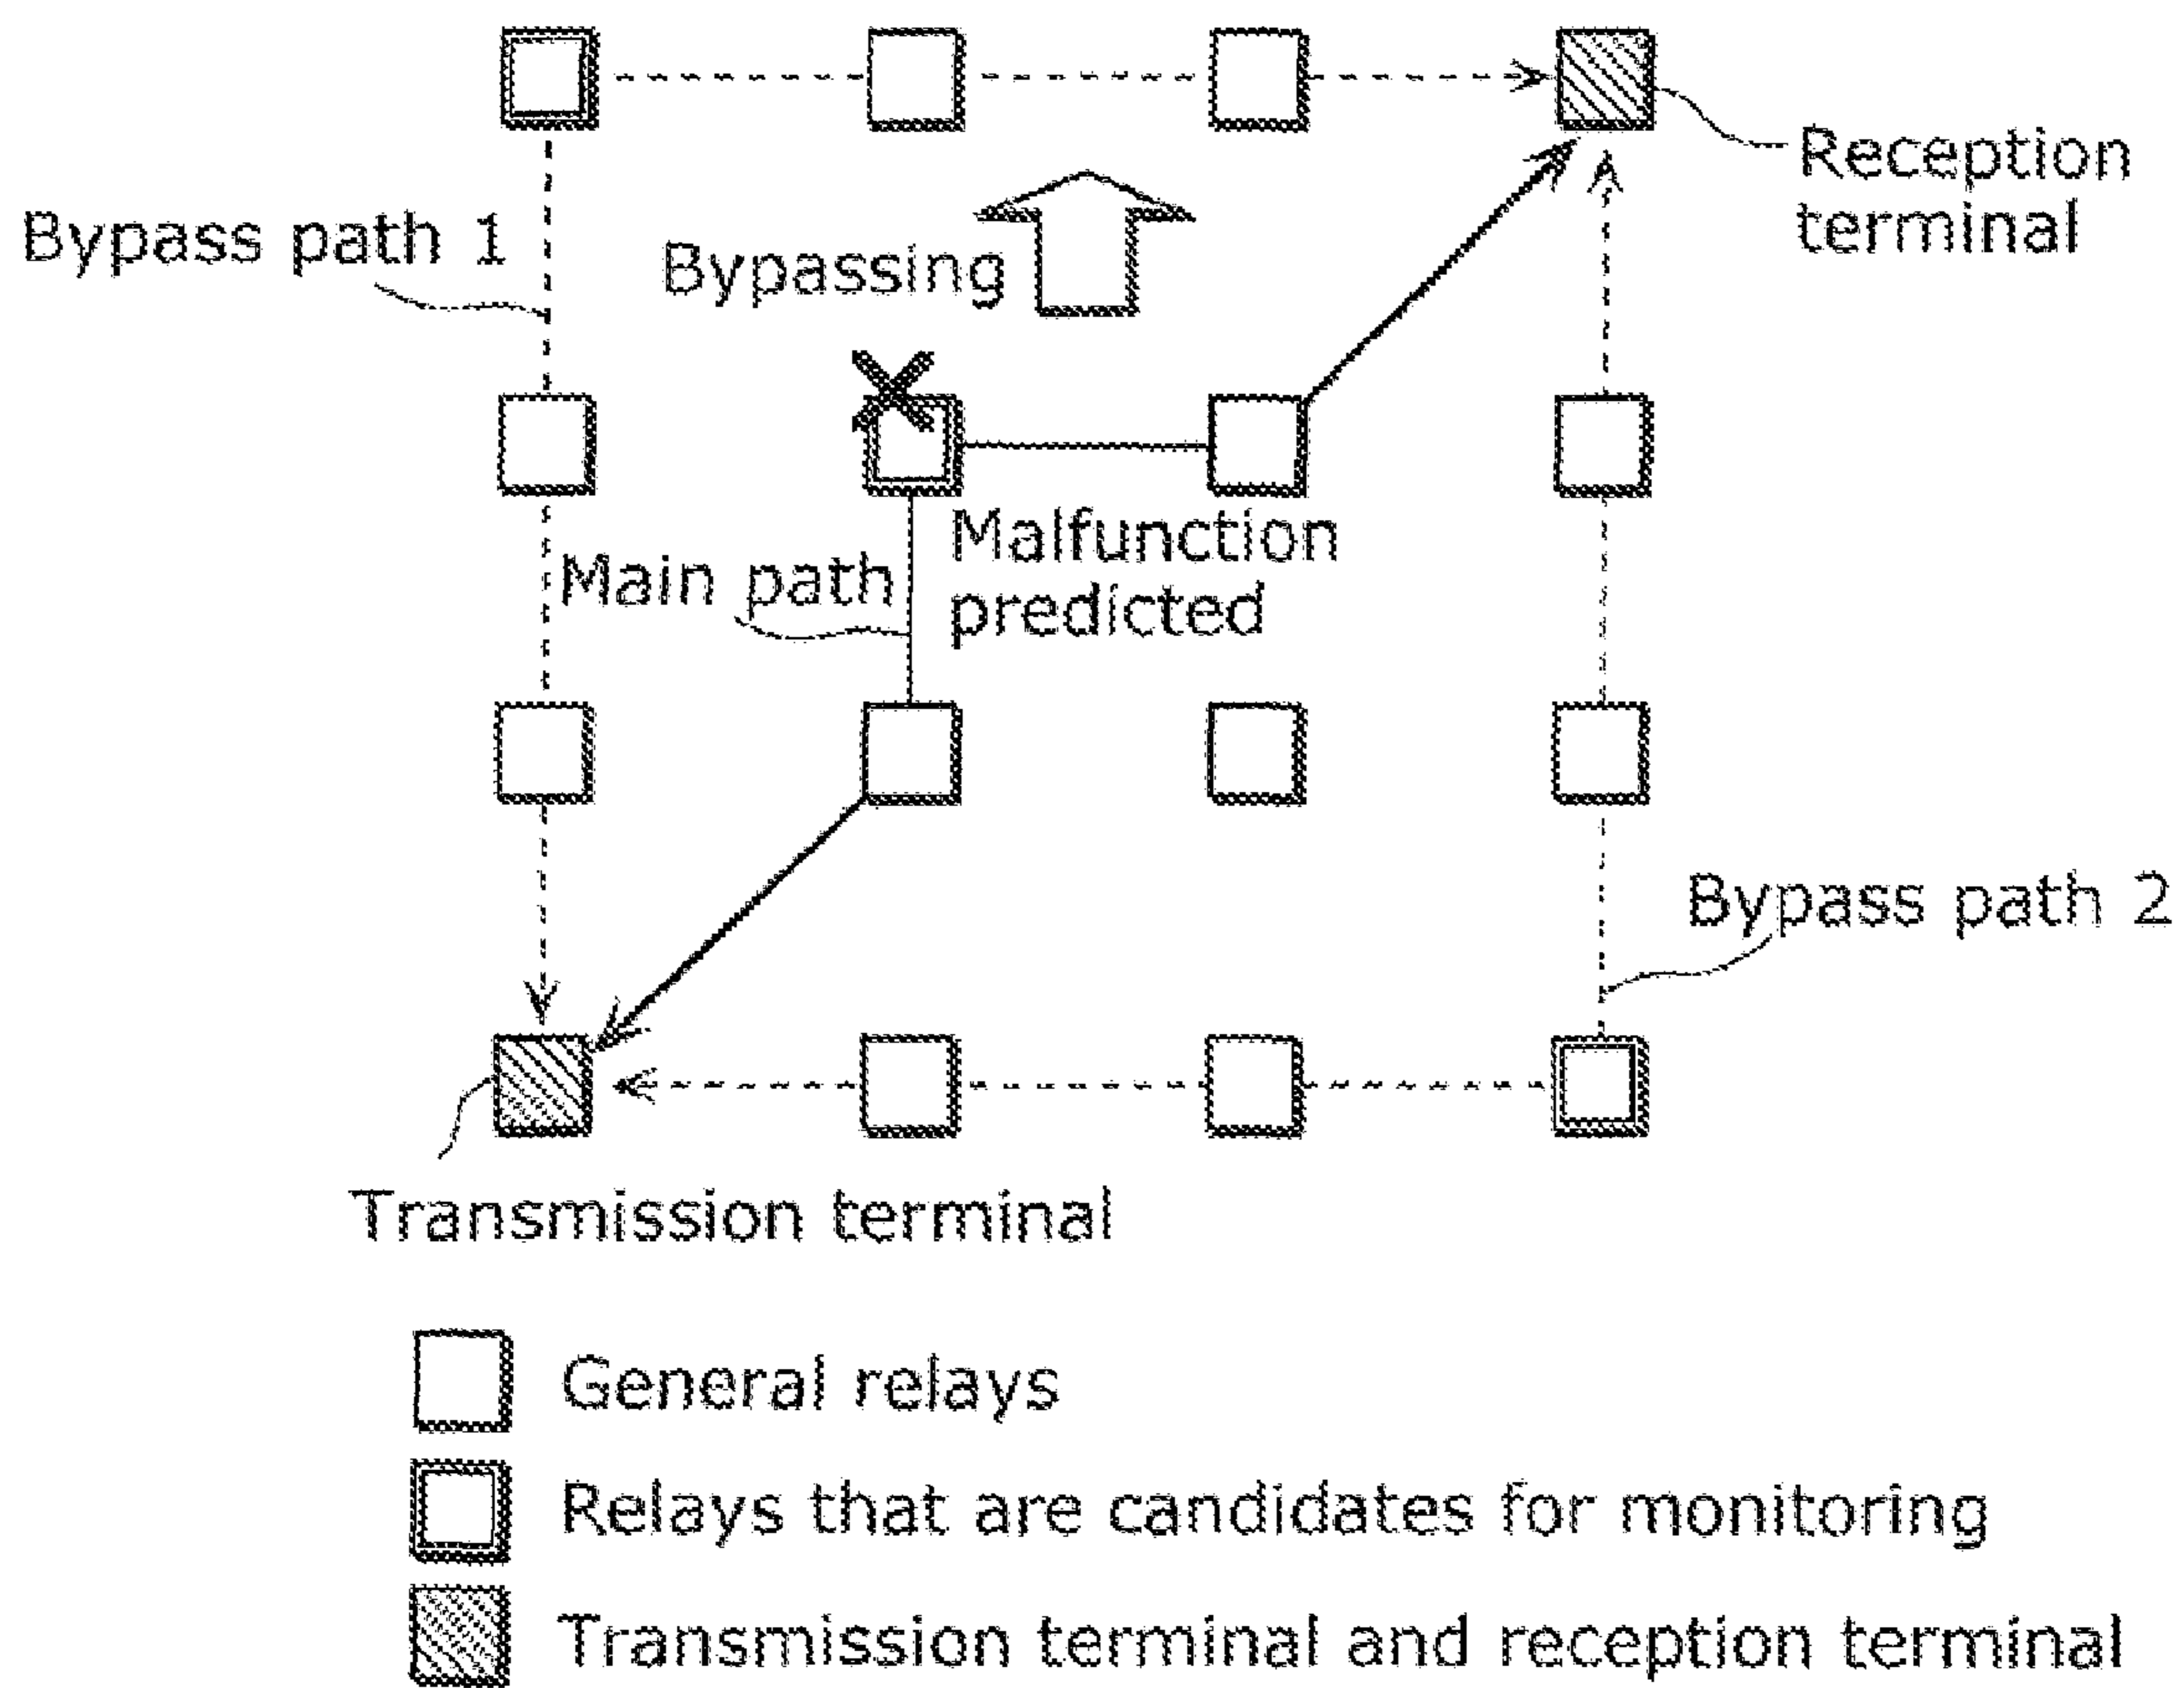 Reception
terminal
Bypass path 1
Bypassing
Malfunction
predicted
Main path
Bypass path 2
Transmission terminal
General relays
Relays that are candidates for monitoring
Transmission terminal and reception terminal